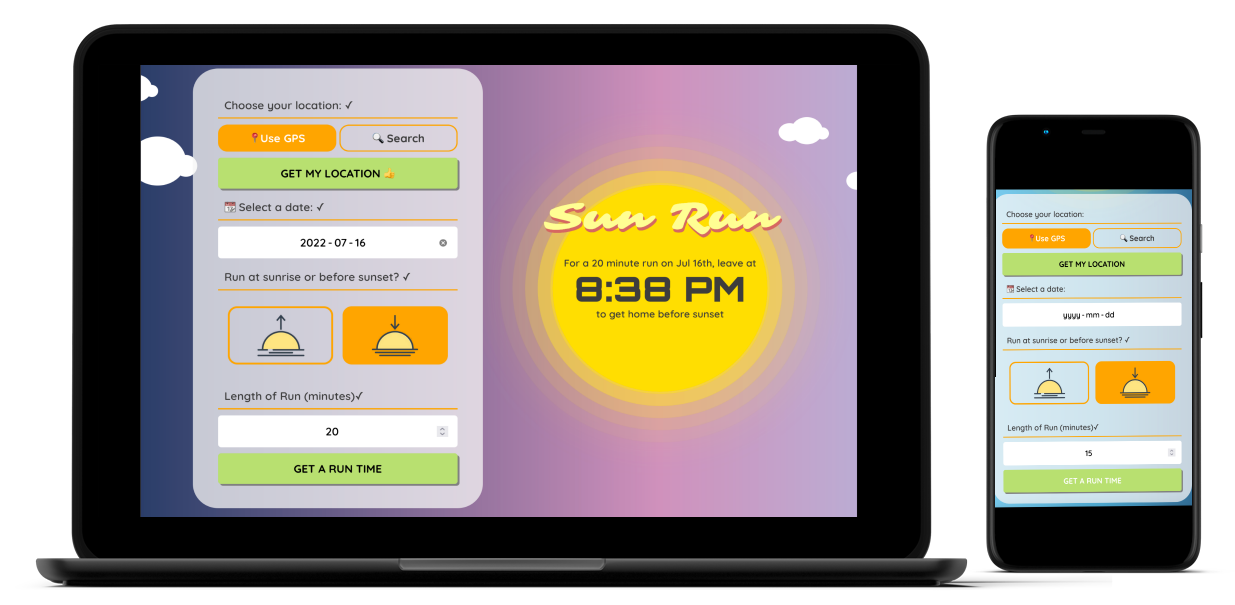 Choose your location: ✓
Use GPS
Search
GET MY LOCATION 👍
Select a date: ✓
2022-07-16
Run at sunrise or before sunset? ✓
Length of Run (minutes)✓
20
GET A RUN TIME
Sun Run
For a 20 minute run on Jul 16th, leave at
8:38 PM
to get home before sunset
Choose your location:
Use GPS
Search
GET MY LOCATION
Select a date:
yyyy-mm-dd
Run at sunrise or before sunset? ✓
Length of Run (minutes)✓
15
GET A RUN TIME